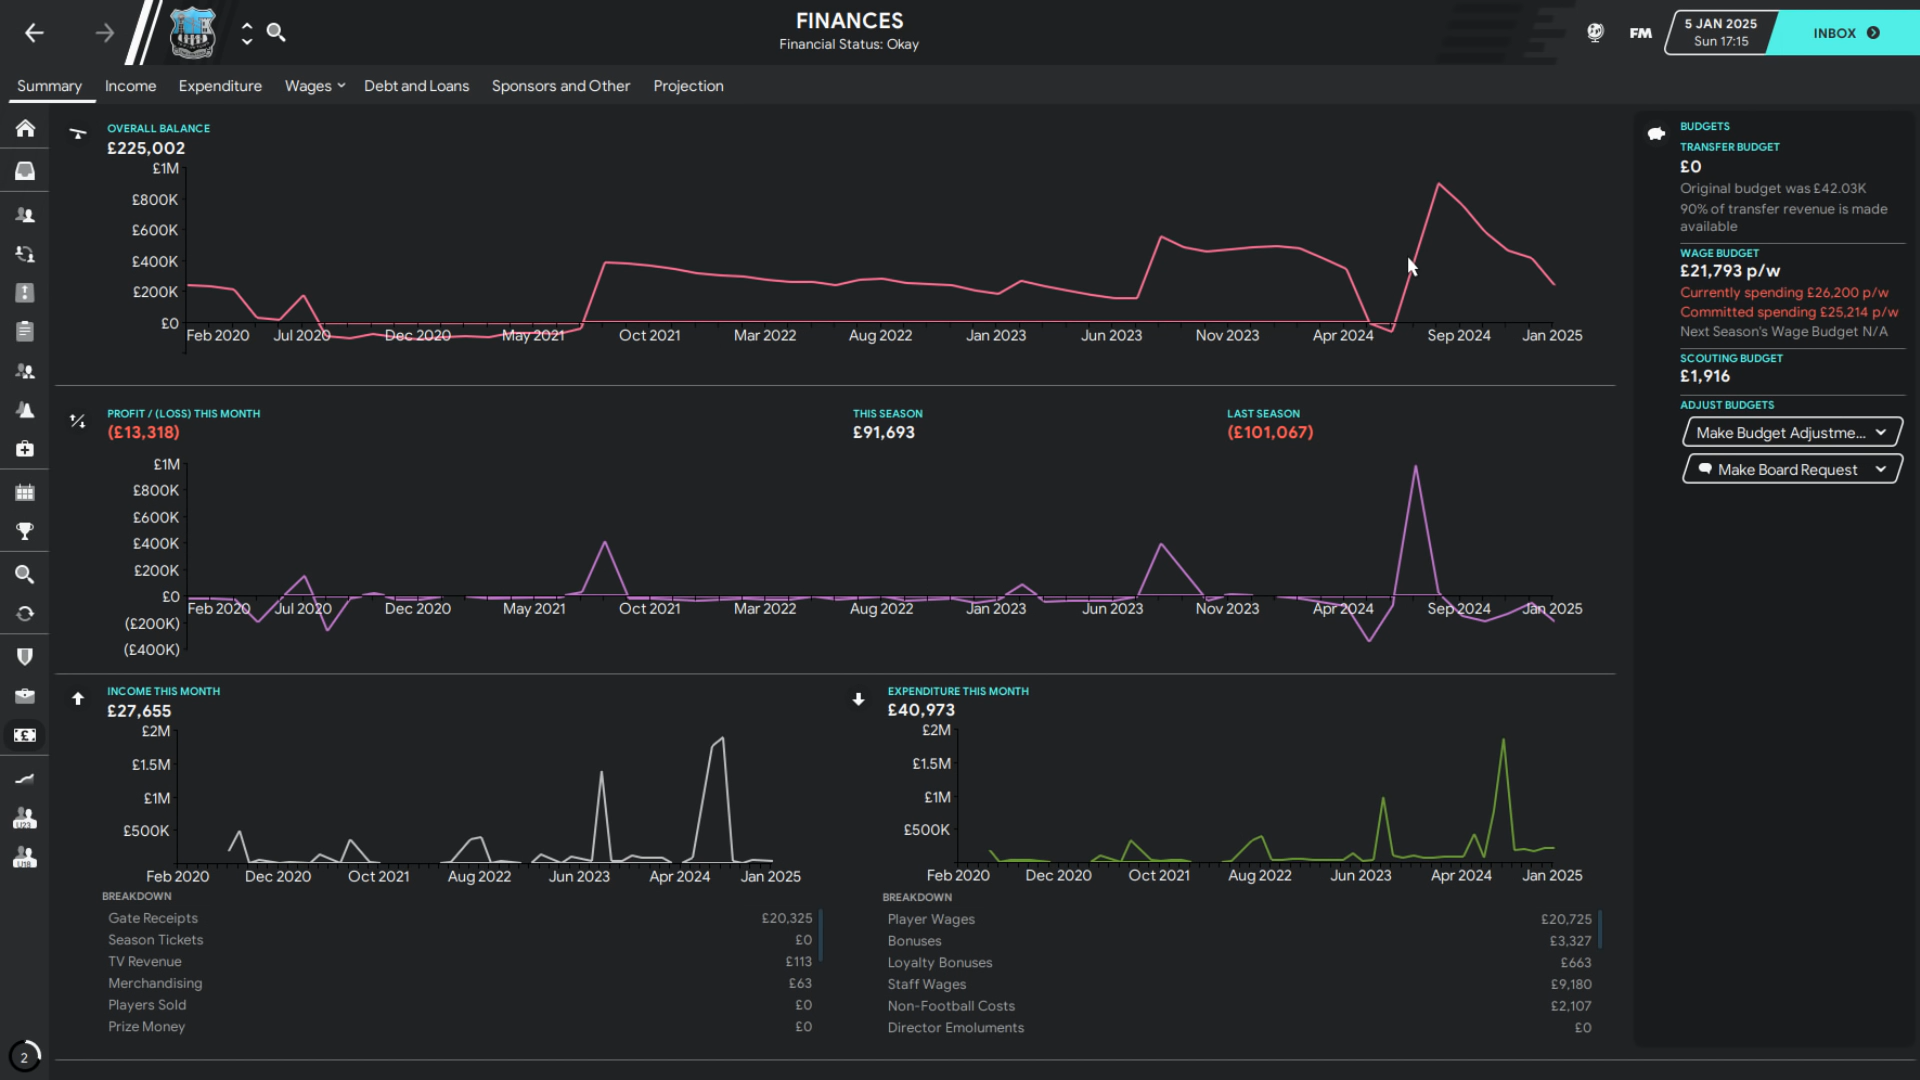 FINANCES
Financial Status: Okay
FM
5 JAN 2025
Sun 17:15
INBOX
Summary
Income
Expenditure
Wages
Debt and Loans
Sponsors and Other
Projection
OVERALL BALANCE
£225,002
£1M
£800K
£600K
£400K
£200K
£0
Feb 2020
Jul 2020
Dec 2020
May 2021
Oct 2021
Mar 2022
Aug 2022
Jan 2023
Jun 2023
Nov 2023
Apr 2024
Sep 2024
Jan 2025
PROFIT / (LOSS) THIS MONTH
(£13,318)
THIS SEASON
£91,693
LAST SEASON
(£101,067)
£1M
£800K
£600K
£400K
£200K
£0
(£200K)
(£400K)
Feb 2020
Jul 2020
Dec 2020
May 2021
Oct 2021
Mar 2022
Aug 2022
Jan 2023
Jun 2023
Nov 2023
Apr 2024
Sep 2024
Jan 2025
INCOME THIS MONTH
£27,655
£2M
£1.5M
£1M
£500K
Feb 2020
Dec 2020
Oct 2021
Aug 2022
Jun 2023
Apr 2024
Jan 2025
BREAKDOWN
Gate Receipts £20,325
Season Tickets £0
TV Revenue £113
Merchandising £63
Players Sold £0
Prize Money £0
EXPENDITURE THIS MONTH
£40,973
£2M
£1.5M
£1M
£500K
Feb 2020
Dec 2020
Oct 2021
Aug 2022
Jun 2023
Apr 2024
Jan 2025
BREAKDOWN
Player Wages £20,725
Bonuses £3,327
Loyalty Bonuses £663
Staff Wages £9,180
Non-Football Costs £2,107
Director Emoluments £0
BUDGETS
TRANSFER BUDGET
£0
Original budget was £42.03K
90% of transfer revenue is made
available
WAGE BUDGET
£21,793 p/w
Currently spending £26,200 p/w
Committed spending £25,214 p/w
Next Season's Wage Budget N/A
SCOUTING BUDGET
£1,916
ADJUST BUDGETS
Make Budget Adjustme...
Make Board Request
U23
U18
2